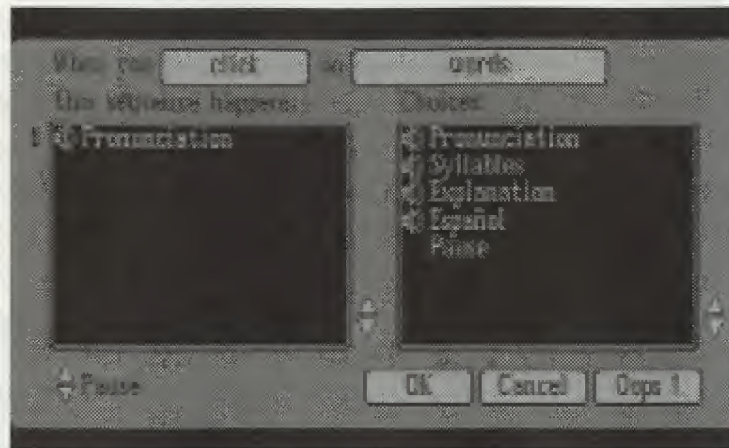 When you click on words
This sequence happens: Choices:
1 Pronunciation
Pronunciation
Syllables
Explanation
Español
Pause
Pause
OK Cancel Oops !